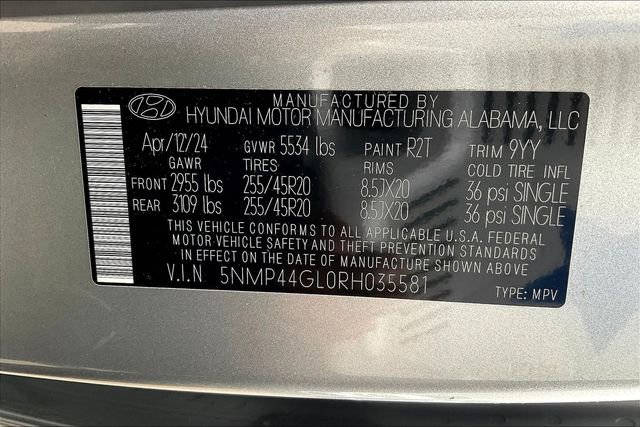 MANUFACTURED BY
HYUNDAI MOTOR MANUFACTURING ALABAMA, LLC
Apr/12/24 GVWR 5534 lbs PAINT R2T TRIM 9YY
GAWR TIRES RIMS COLD TIRE INFL
FRONT 2955 lbs 255/45R20 8.5JX20 36 psi SINGLE
REAR 3109 lbs 255/45R20 8.5JX20 36 psi SINGLE
THIS VEHICLE CONFORMS TO ALL APPLICABLE U.S.A. FEDERAL
MOTOR VEHICLE SAFETY AND THEFT PREVENTION STANDARDS
IN EFFECT ON THE DATE OF MANUFACTURE SHOWN ABOVE
V.I.N 5NMP44GL0RH035581
TYPE: MPV